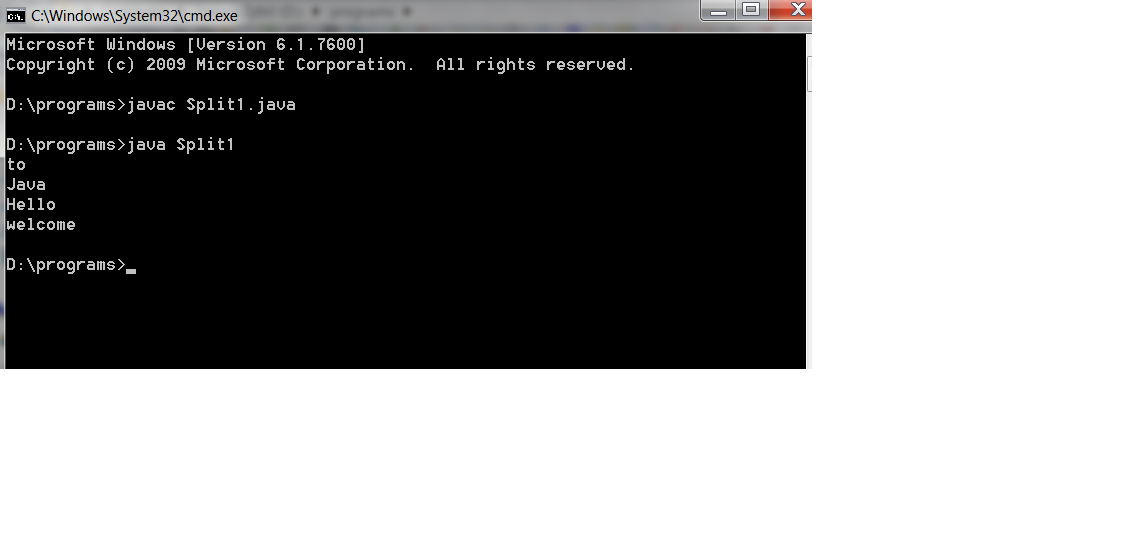 C:\Windows\System32\cmd.exe
Microsoft Windows [Version 6.1.7600]
Copyright (c) 2009 Microsoft Corporation.  All rights reserved.
D:\programs>javac Split1.java
D:\programs>java Split1
to
Java
Hello
welcome
D:\programs>